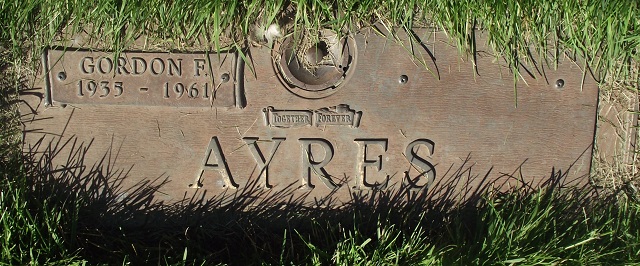 GORDON F.
1935 - 1961
TOGETHER FOREVER
AYRES